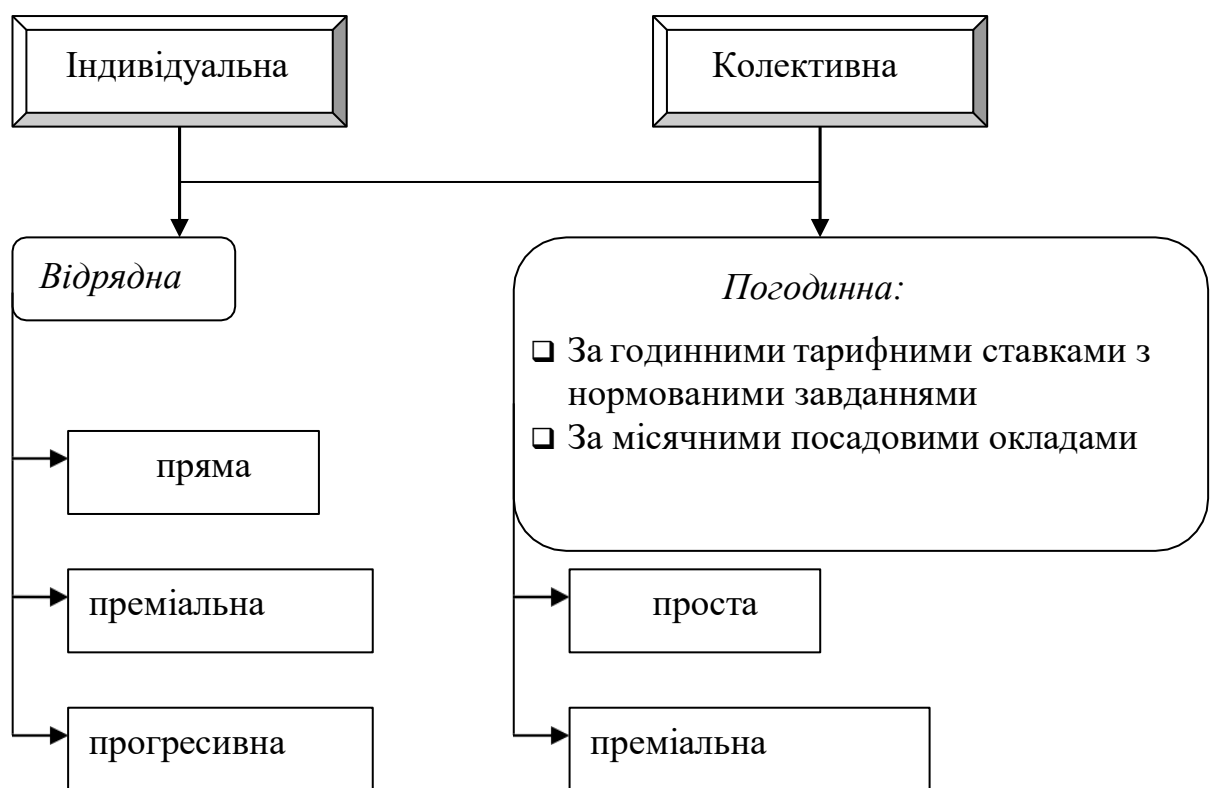 Індивідуальна
Колективна
Відрядна
Погодинна:
❑ За годинними тарифними ставками з
нормованими завданнями
❑ За місячними посадовими окладами
пряма
преміальна
проста
прогресивна
преміальна